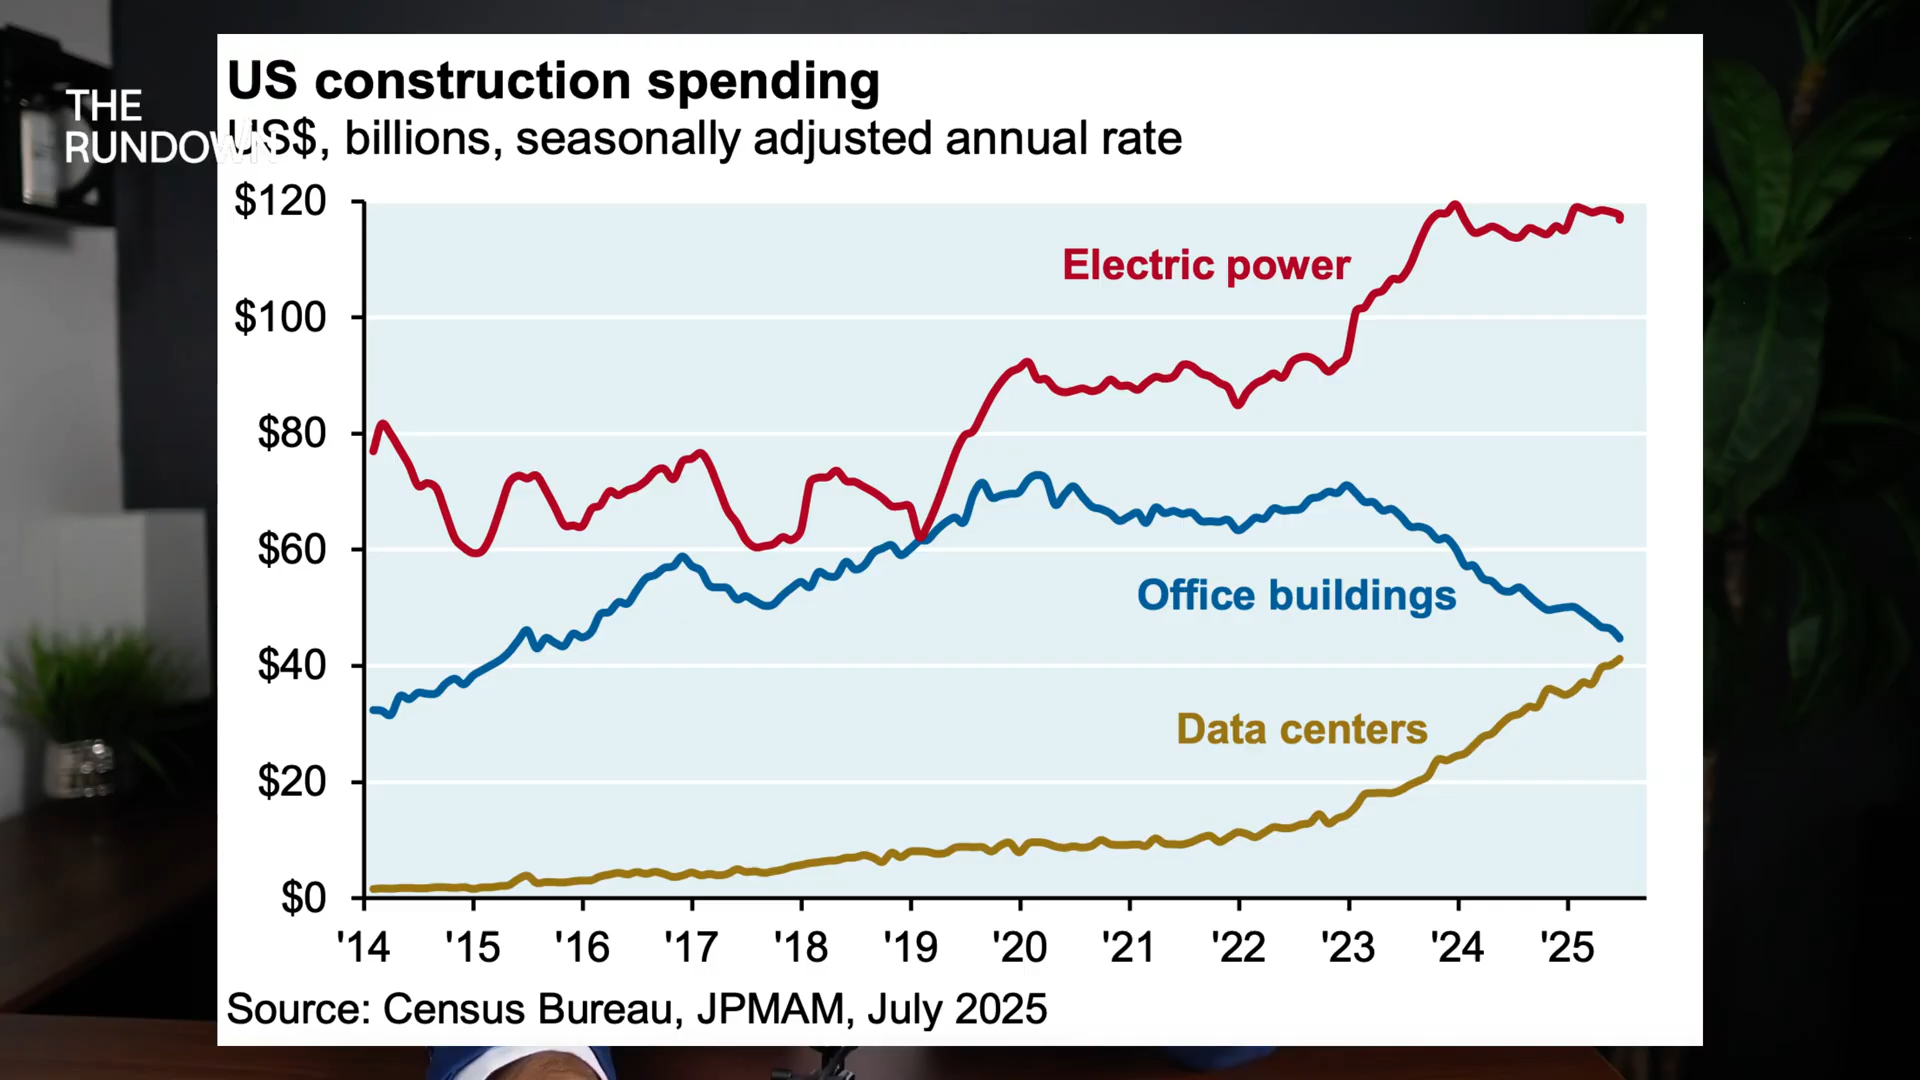 THE
RUNDOWN
US construction spending
US$, billions, seasonally adjusted annual rate
$120
$100
$80
$60
$40
$20
$0
Electric power
Office buildings
Data centers
'14 '15 '16 '17 '18 '19 '20 '21 '22 '23 '24 '25
Source: Census Bureau, JPMAM, July 2025